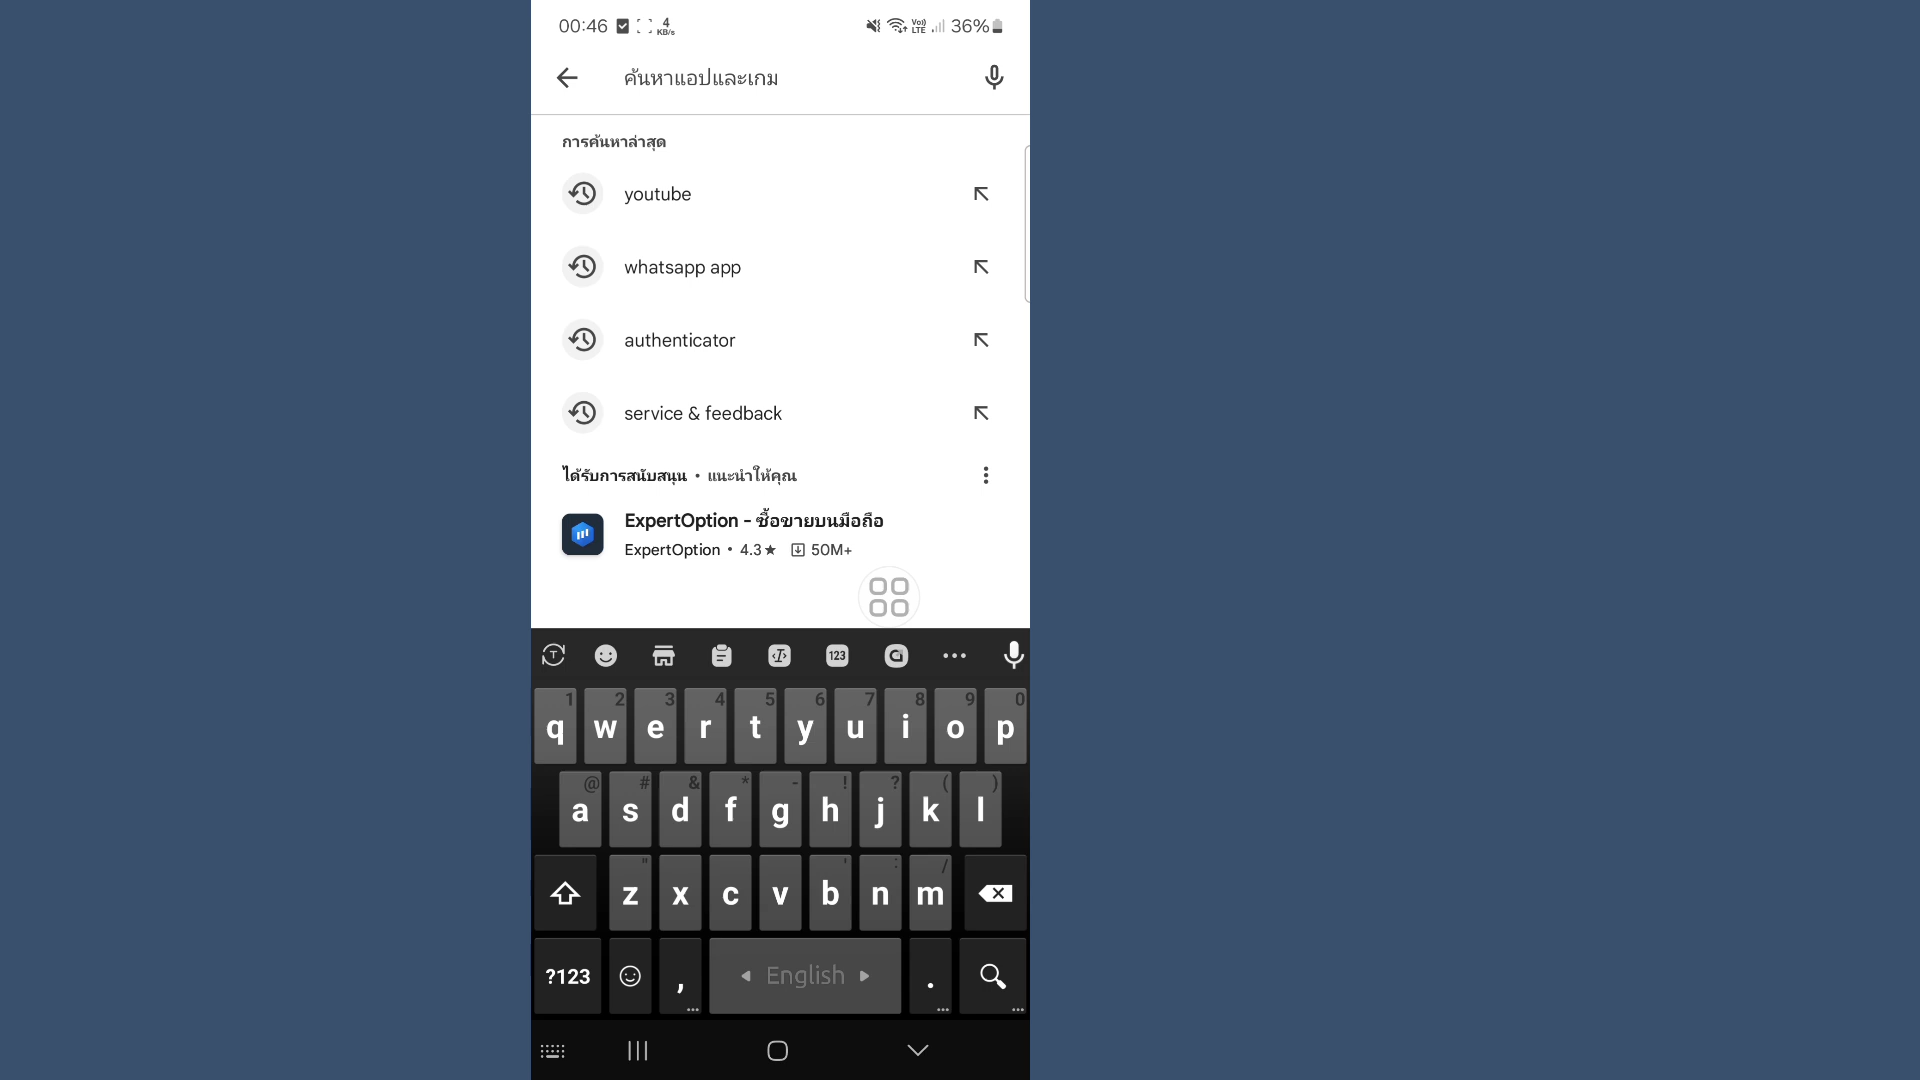 00:46 4 KB/s Vo)) LTE 36%
ค้นหาแอปและเกม
การค้นหาล่าสุด
youtube
whatsapp app
authenticator
service & feedback
ได้รับการสนับสนุน • แนะนำให้คุณ
ExpertOption - ซื้อขายบนมือถือ
ExpertOption • 4.3★ 50M+
T 123 G
1 2 3 4 5 6 7 8 9 0
q w e r t y u i o p
@ # & * - ! ? ( )
a s d f g h j k l
" ' : /
z x c v b n m
?123 , English .